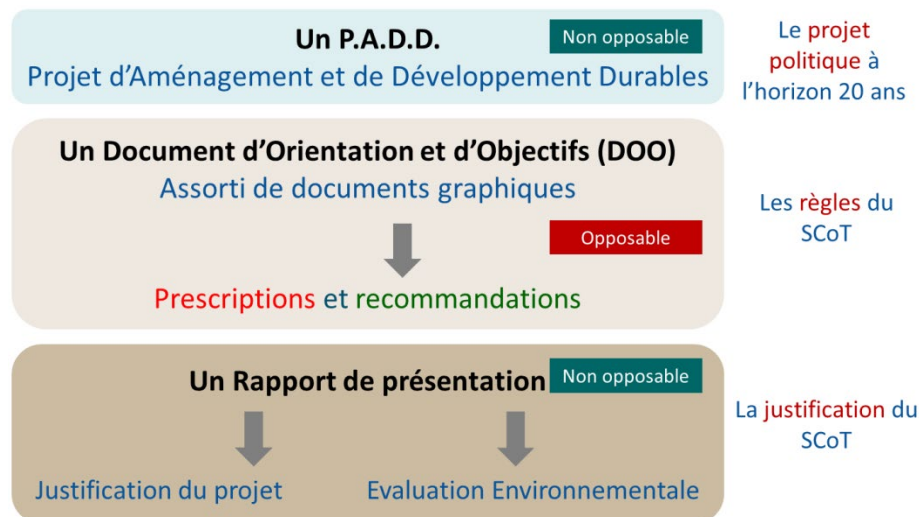 Un P.A.D.D.
Non opposable
Projet d'Aménagement et de Développement Durables
Le projet
politique à
l'horizon 20 ans
Un Document d'Orientation et d'Objectifs (DOO)
Assorti de documents graphiques
Opposable
Prescriptions et recommandations
Les règles du
SCoT
Un Rapport de présentation
Non opposable
Justification du projet
Evaluation Environnementale
La justification du
SCoT